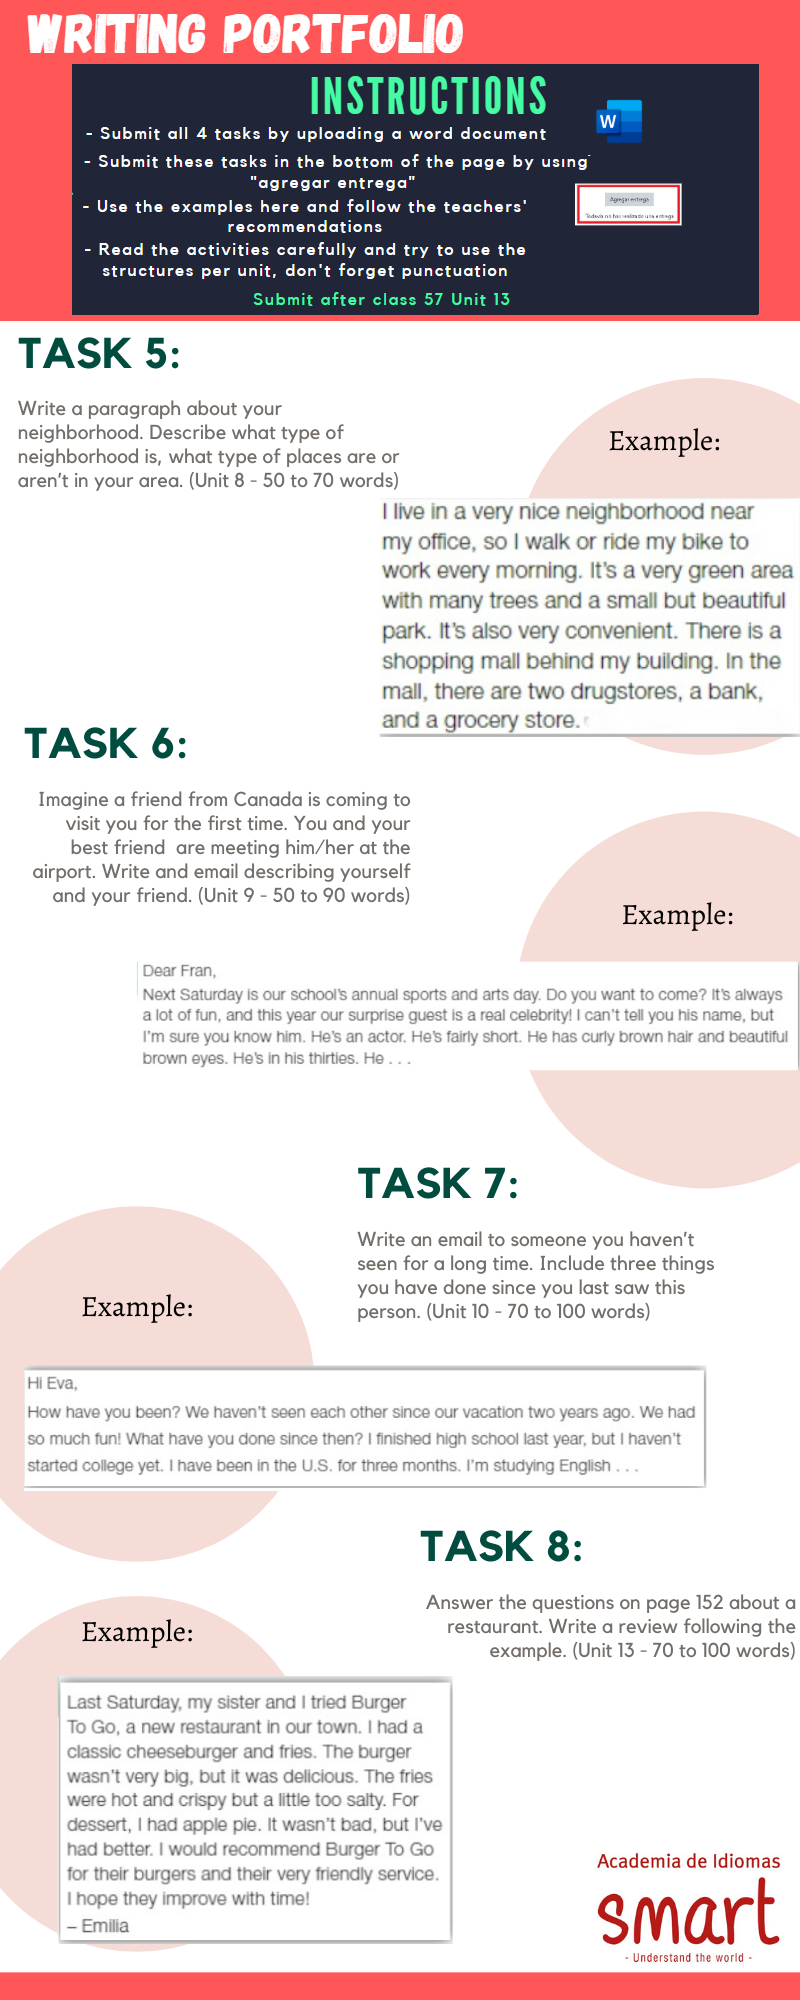 WRITING PORTFOLIO
INSTRUCTIONS
- Submit all 4 tasks by uploading a word document
W
- Submit these tasks in the bottom of the page by using
"agregar entrega"
Agregar entrega
Todavía no has realizado una entrega
- Use the examples here and follow the teachers'
recommendations
- Read the activities carefully and try to use the
structures per unit, don't forget punctuation
Submit after class 57 Unit 13
TASK 5:
Write a paragraph about your
neighborhood. Describe what type of
neighborhood is, what type of places are or
aren't in your area. (Unit 8 - 50 to 70 words)
Example:
I live in a very nice neighborhood near
my office, so I walk or ride my bike to
work every morning. It's a very green area
with many trees and a small but beautiful
park. It's also very convenient. There is a
shopping mall behind my building. In the
mall, there are two drugstores, a bank,
and a grocery store.
TASK 6:
Imagine a friend from Canada is coming to
visit you for the first time. You and your
best friend are meeting him/her at the
airport. Write and email describing yourself
and your friend. (Unit 9 - 50 to 90 words)
Example:
Dear Fran,
Next Saturday is our school's annual sports and arts day. Do you want to come? It's always
a lot of fun, and this year our surprise guest is a real celebrity! I can't tell you his name, but
I'm sure you know him. He's an actor. He's fairly short. He has curly brown hair and beautiful
brown eyes. He's in his thirties. He . . .
TASK 7:
Write an email to someone you haven't
seen for a long time. Include three things
you have done since you last saw this
person. (Unit 10 - 70 to 100 words)
Example:
Hi Eva,
How have you been? We haven't seen each other since our vacation two years ago. We had
so much fun! What have you done since then? I finished high school last year, but I haven't
started college yet. I have been in the U.S. for three months. I'm studying English . . .
TASK 8:
Answer the questions on page 152 about a
restaurant. Write a review following the
example. (Unit 13 - 70 to 100 words)
Example:
Last Saturday, my sister and I tried Burger
To Go, a new restaurant in our town. I had a
classic cheeseburger and fries. The burger
wasn't very big, but it was delicious. The fries
were hot and crispy but a little too salty. For
dessert, I had apple pie. It wasn't bad, but I've
had better. I would recommend Burger To Go
for their burgers and their very friendly service.
I hope they improve with time!
– Emilia
Academia de Idiomas
smart
- Understand the world -